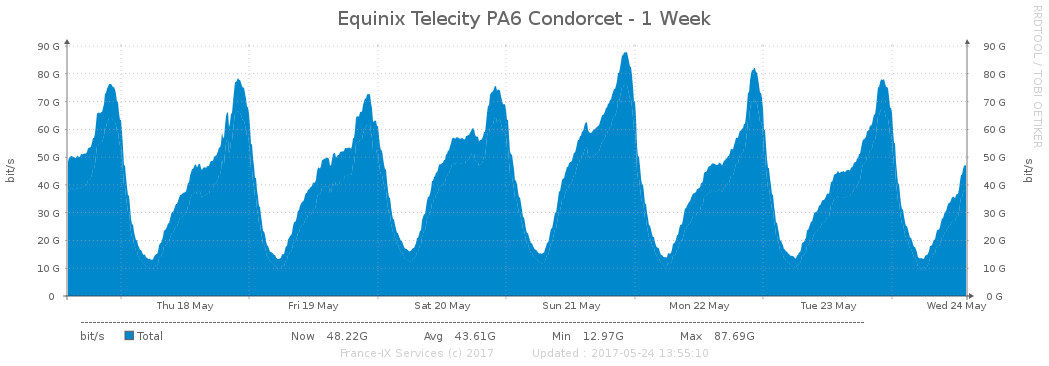 Equinix Telecity PA6 Condorcet - 1 Week
RRDTOOL / TOBI OETIKER
90 G 90 G
80 G 80 G
70 G 70 G
60 G 60 G
50 G 50 G
40 G 40 G
30 G 30 G
20 G 20 G
10 G 10 G
0 0 G
bit/s bit/s
Thu 18 May Fri 19 May Sat 20 May Sun 21 May Mon 22 May Tue 23 May Wed 24 May
bit/s Total Now 48.22G Avg 43.61G Min 12.97G Max 87.69G
France-IX Services (c) 2017 Updated : 2017-05-24 13:55:10